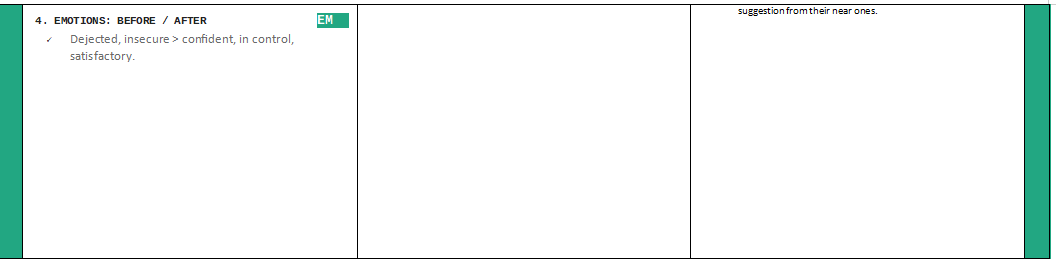 4. EMOTIONS: BEFORE / AFTER
EM
✓ Dejected, insecure > confident, in control,
satisfactory.
suggestion from their near ones.